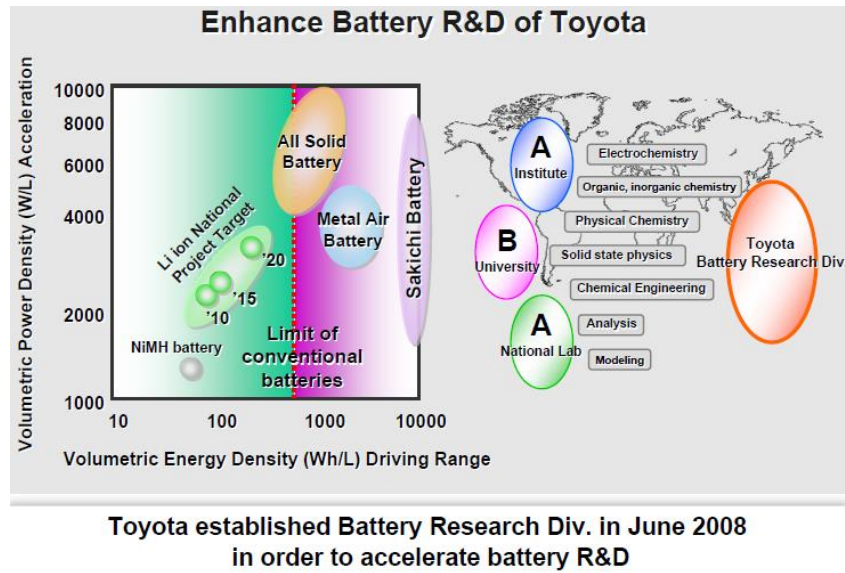 Enhance Battery R&D of Toyota
Volumetric Power Density (W/L) Acceleration
10000
8000
6000
4000
2000
1000
All Solid
Battery
Metal Air
Battery
Sakichi Battery
Li ion National
Project Target
'20
'15
'10
NiMH battery
Limit of
conventional
batteries
10
100
1000
10000
Volumetric Energy Density (Wh/L) Driving Range
A
Institute
B
University
A
National Lab
Electrochemistry
Organic, inorganic chemistry
Physical Chemistry
Solid state physics
Chemical Engineering
Analysis
Modeling
Toyota
Battery Research Div.
Toyota established Battery Research Div. in June 2008
in order to accelerate battery R&D